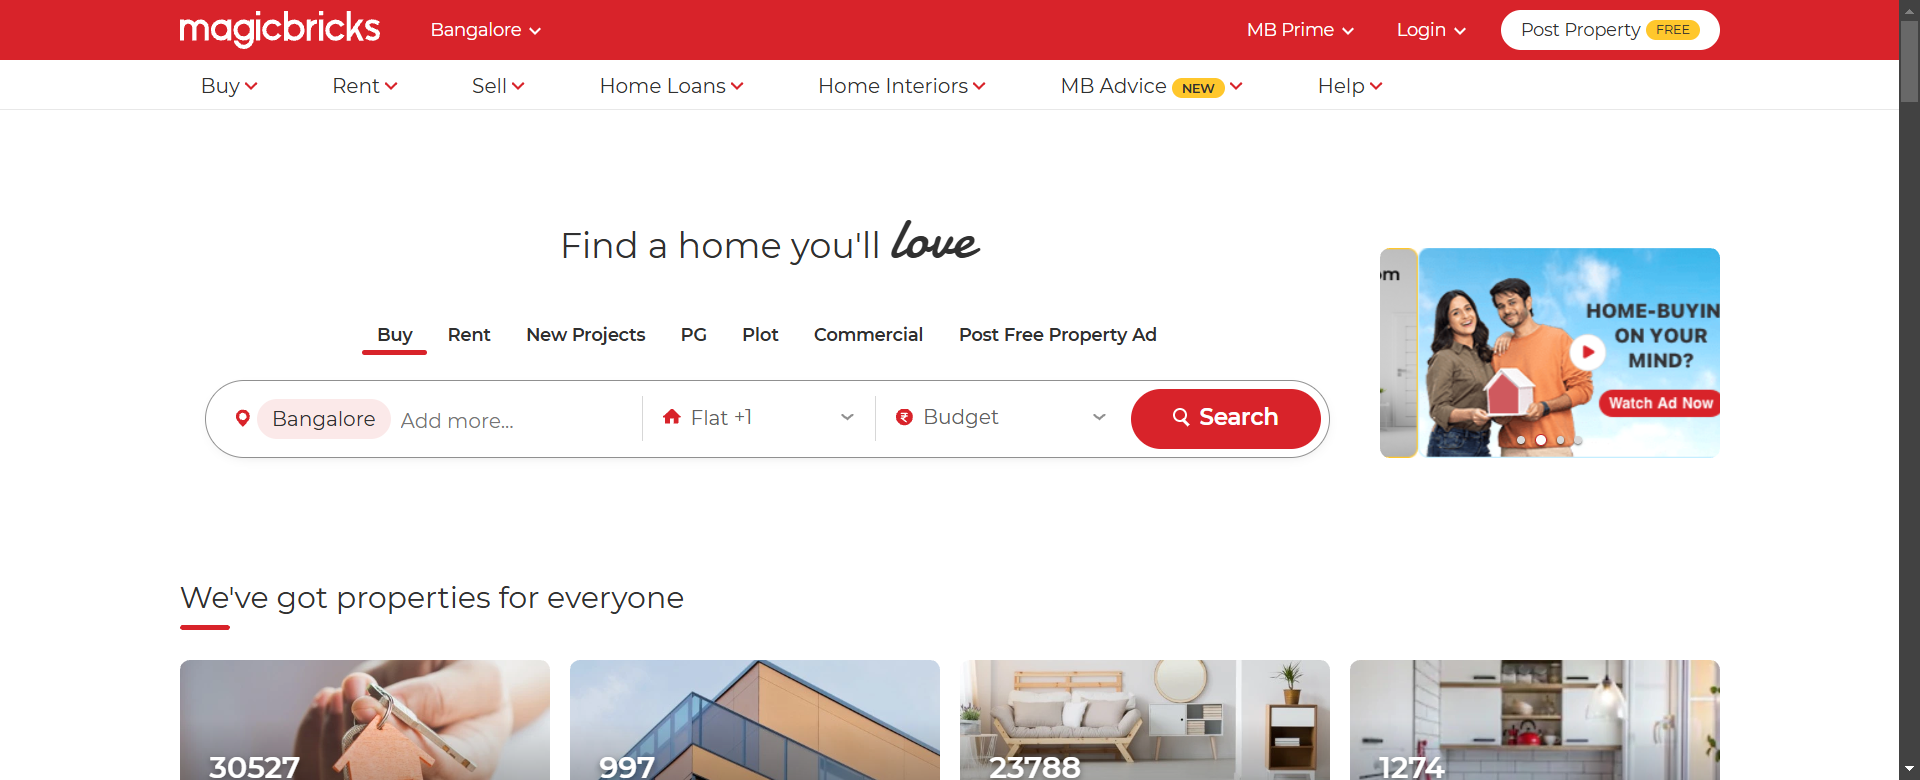 magicbricks
Bangalore
MB Prime
Login
Post Property FREE
Buy
Rent
Sell
Home Loans
Home Interiors
MB Advice NEW
Help
Find a home you'll love
Buy
Rent
New Projects
PG
Plot
Commercial
Post Free Property Ad
Bangalore
Add more...
Flat +1
Budget
Search
om
HOME-BUYIN
ON YOUR
MIND?
Watch Ad Now
We've got properties for everyone
30527
997
23788
1274